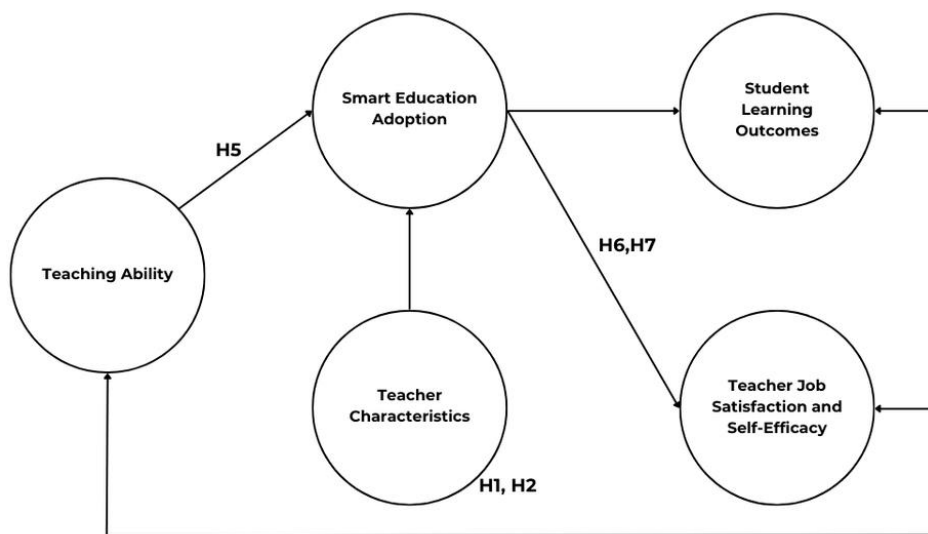 Smart Education
Adoption
Student
Learning
Outcomes
H5
Teaching Ability
H6,H7
Teacher
Characteristics
Teacher Job
Satisfaction and
Self-Efficacy
H1, H2